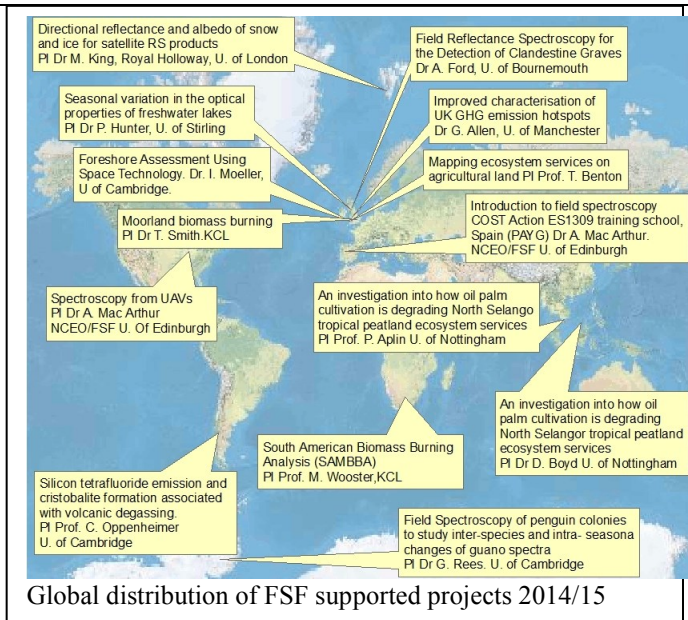 Directional reflectance and albedo of snow
and ice for satellite RS products
PI Dr M. King, Royal Holloway, U. of London
Field Reflectance Spectroscopy for
the Detection of Clandestine Graves
Dr A. Ford, U. of Bournemouth
Seasonal variation in the optical
properties of freshwater lakes
PI Dr P. Hunter, U. of Stirling
Improved characterisation of
UK GHG emission hotspots
Dr G. Allen, U. of Manchester
Foreshore Assessment Using
Space Technology. Dr. I. Moeller,
U of Cambridge.
Mapping ecosystem services on
agricultural land PI Prof. T. Benton
Moorland biomass burning
PI Dr T. Smith.KCL
Introduction to field spectroscopy
COST Action ES1309 training school,
Spain (PAYG) Dr A. Mac Arthur.
NCEO/FSF U. of Edinburgh
Spectroscopy from UAVs
PI Dr A. Mac Arthur
NCEO/FSF U. Of Edinburgh
An investigation into how oil palm
cultivation is degrading North Selango
tropical peatland ecosystem services
PI Prof. P. Aplin U. of Nottingham
An investigation into how oil
palm cultivation is degrading
North Selangor tropical peatland
ecosystem services
PI Dr D. Boyd U. of Nottingham
South American Biomass Burning
Analysis (SAMBBA)
PI Prof. M. Wooster,KCL
Silicon tetrafluoride emission and
cristobalite formation associated
with volcanic degassing.
PI Prof. C. Oppenheimer
U. of Cambridge
Field Spectroscopy of penguin colonies
to study inter-species and intra- seasona
changes of guano spectra
PI Dr G. Rees. U. of Cambridge
Global distribution of FSF supported projects 2014/15